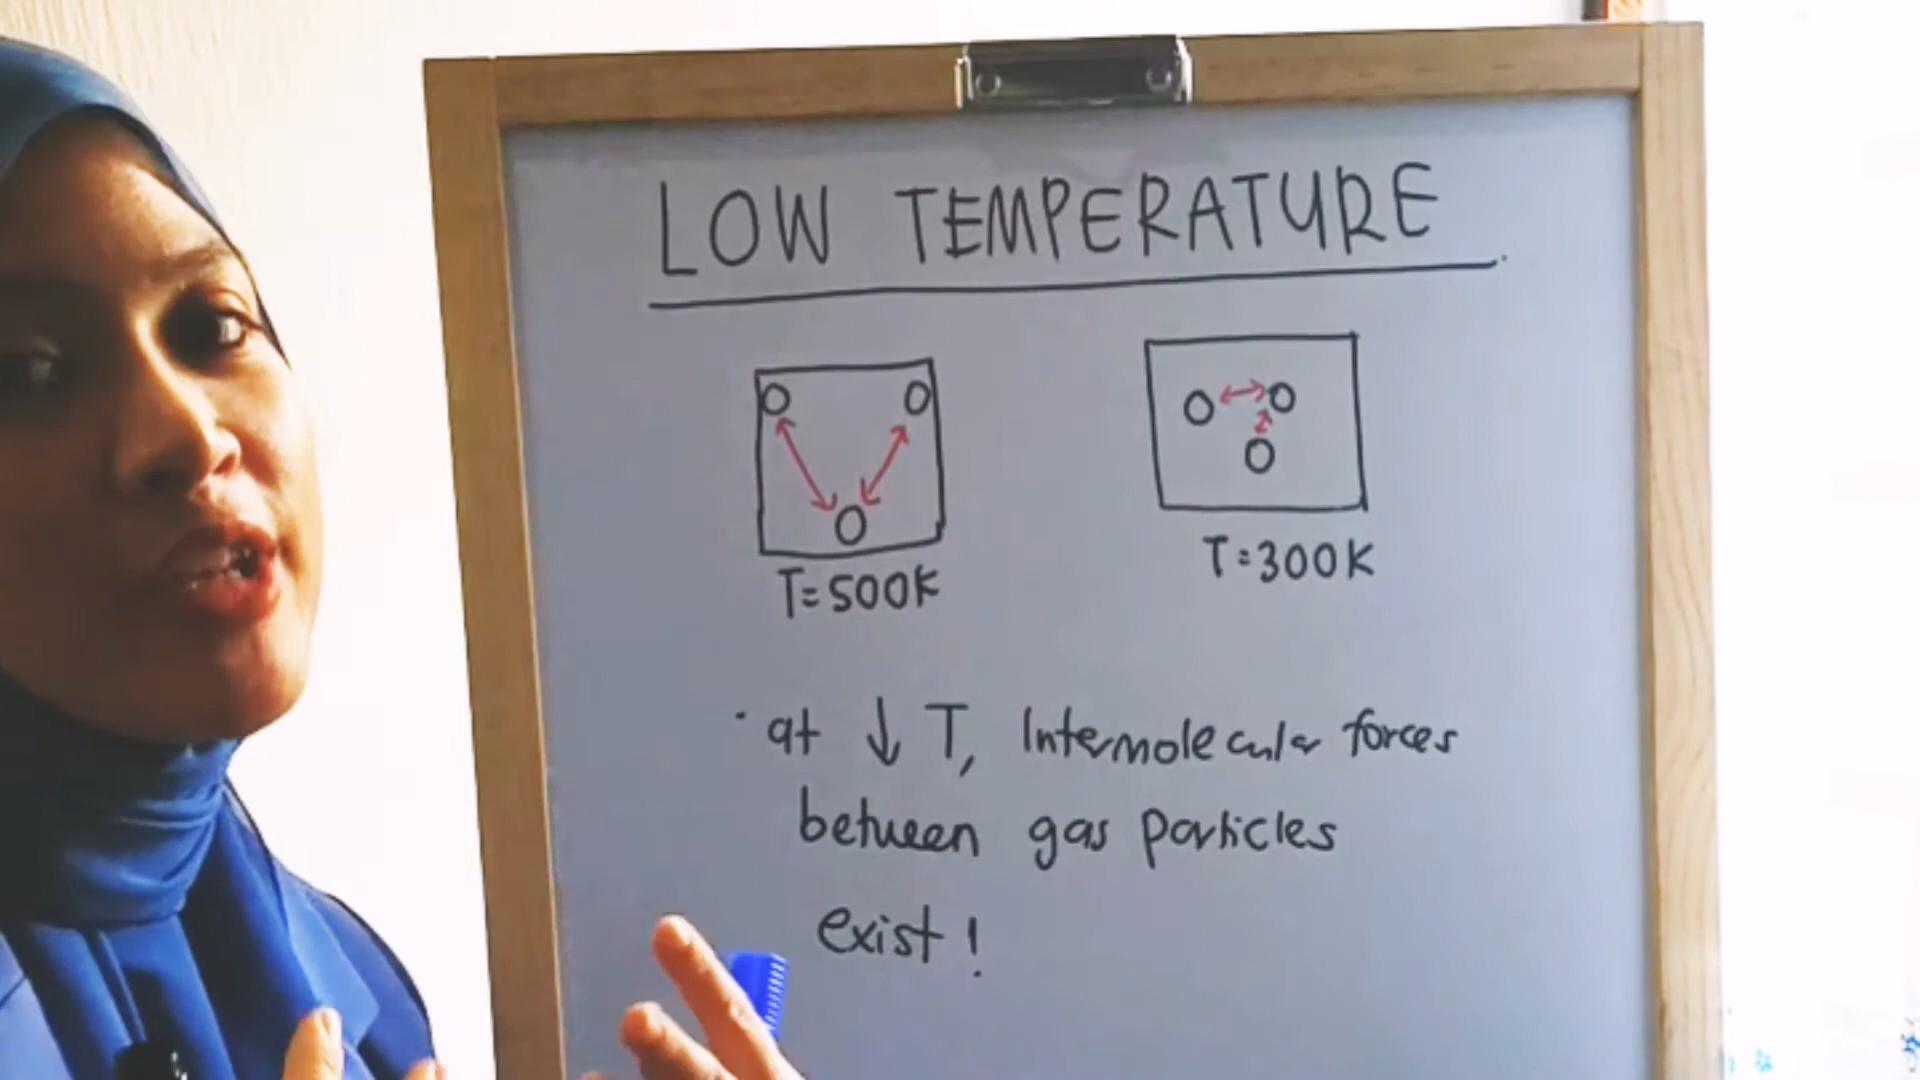 LOW TEMPERATURE
T=500K
T=300K
· at ↓ T, Intermolecular forces
between gas particles
exist!